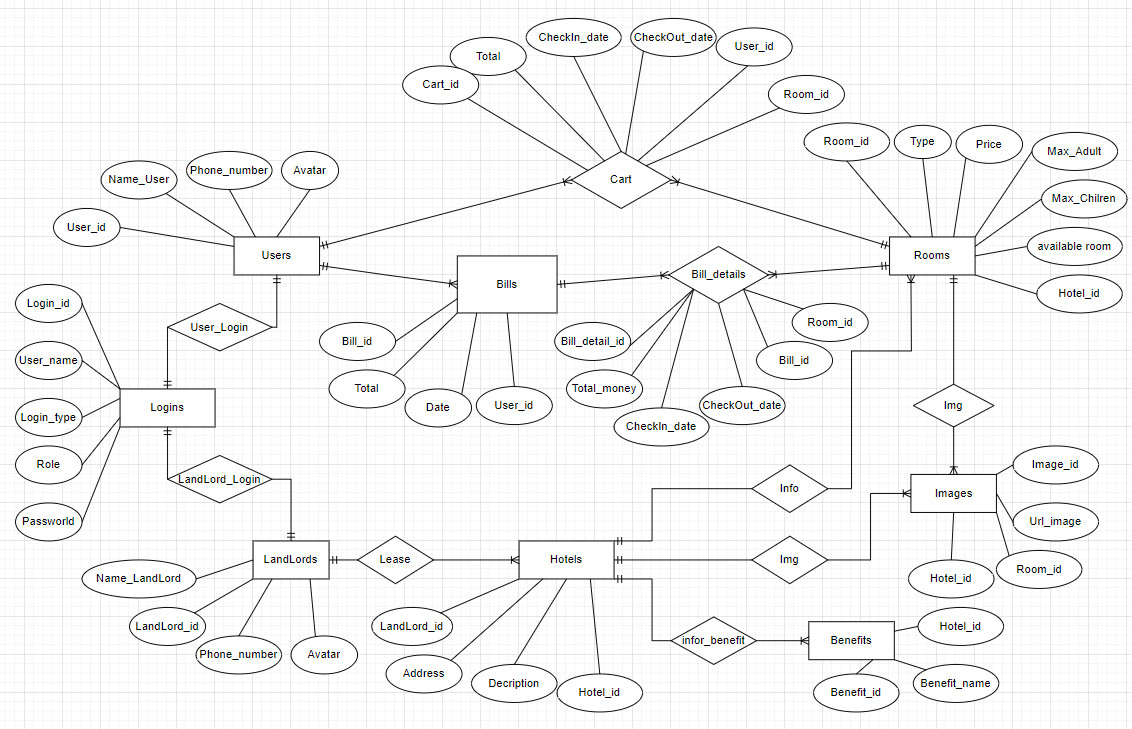 CheckIn_date
CheckOut_date
User_id
Total
Cart_id
Room_id
Cart
Name_User
Phone_number
Avatar
User_id
Users
Room_id
Type
Price
Max_Adult
Max_Chilren
available room
Hotel_id
Rooms
Bills
Bill_details
Bill_id
Total
Date
User_id
Bill_detail_id
Total_money
CheckIn_date
CheckOut_date
Bill_id
Room_id
Login_id
User_name
Login_type
Role
Passworld
User_Login
Logins
LandLord_Login
Img
Info
Images
Image_id
Url_image
Room_id
Hotel_id
LandLords
Lease
Hotels
Img
Name_LandLord
LandLord_id
Phone_number
Avatar
LandLord_id
Address
Decription
Hotel_id
infor_benefit
Benefits
Hotel_id
Benefit_id
Benefit_name